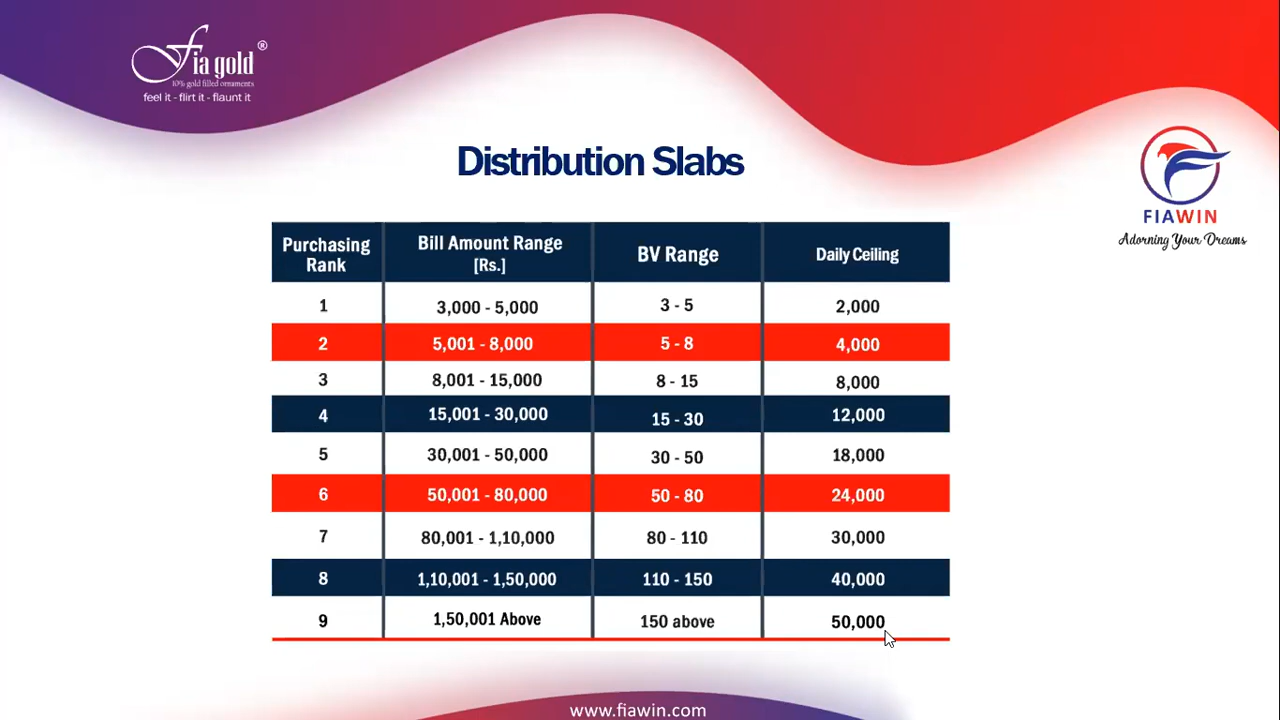 Fia gold ®
10% gold filled ornaments
feel it - flirt it - flaunt it
Distribution Slabs
FIAWIN
Adorning Your Dreams
Purchasing Rank Bill Amount Range [Rs.] BV Range Daily Ceiling
1 3,000 - 5,000 3 - 5 2,000
2 5,001 - 8,000 5 - 8 4,000
3 8,001 - 15,000 8 - 15 8,000
4 15,001 - 30,000 15 - 30 12,000
5 30,001 - 50,000 30 - 50 18,000
6 50,001 - 80,000 50 - 80 24,000
7 80,001 - 1,10,000 80 - 110 30,000
8 1,10,001 - 1,50,000 110 - 150 40,000
9 1,50,001 Above 150 above 50,000
www.fiawin.com